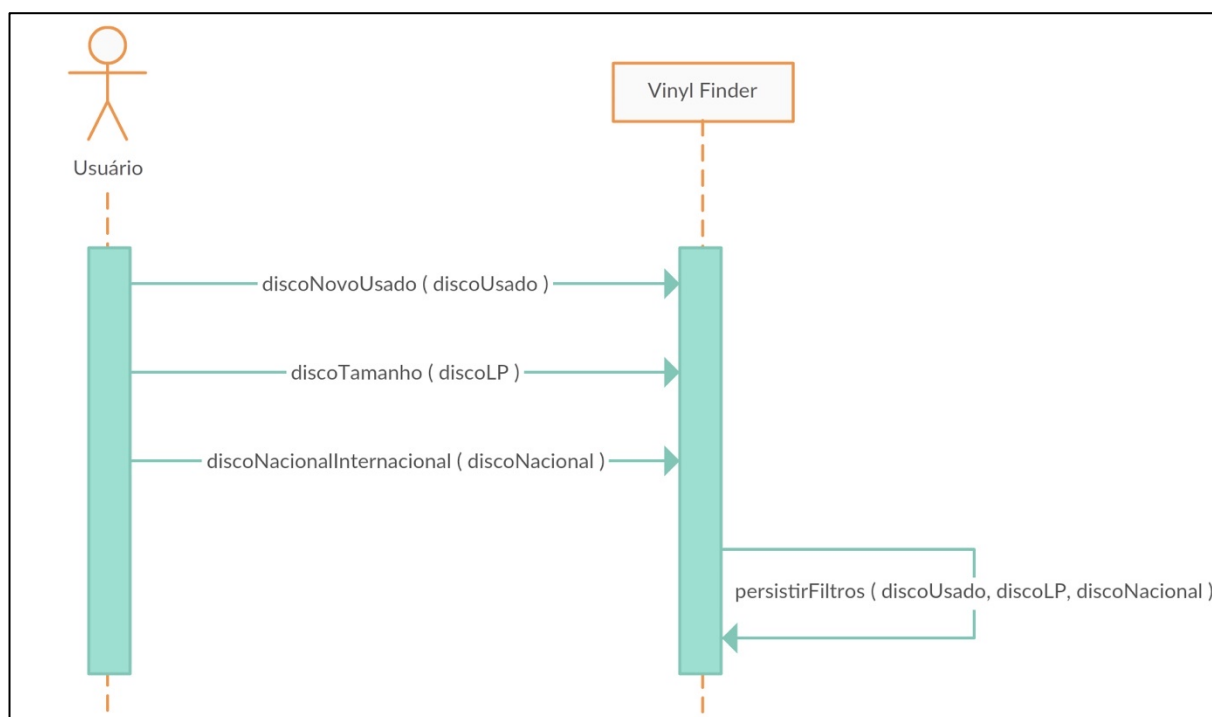 Vinyl Finder
Usuário
discoNovoUsado ( discoUsado )
discoTamanho ( discoLP )
discoNacionalInternacional ( discoNacional )
persistirFiltros ( discoUsado, discoLP, discoNacional )